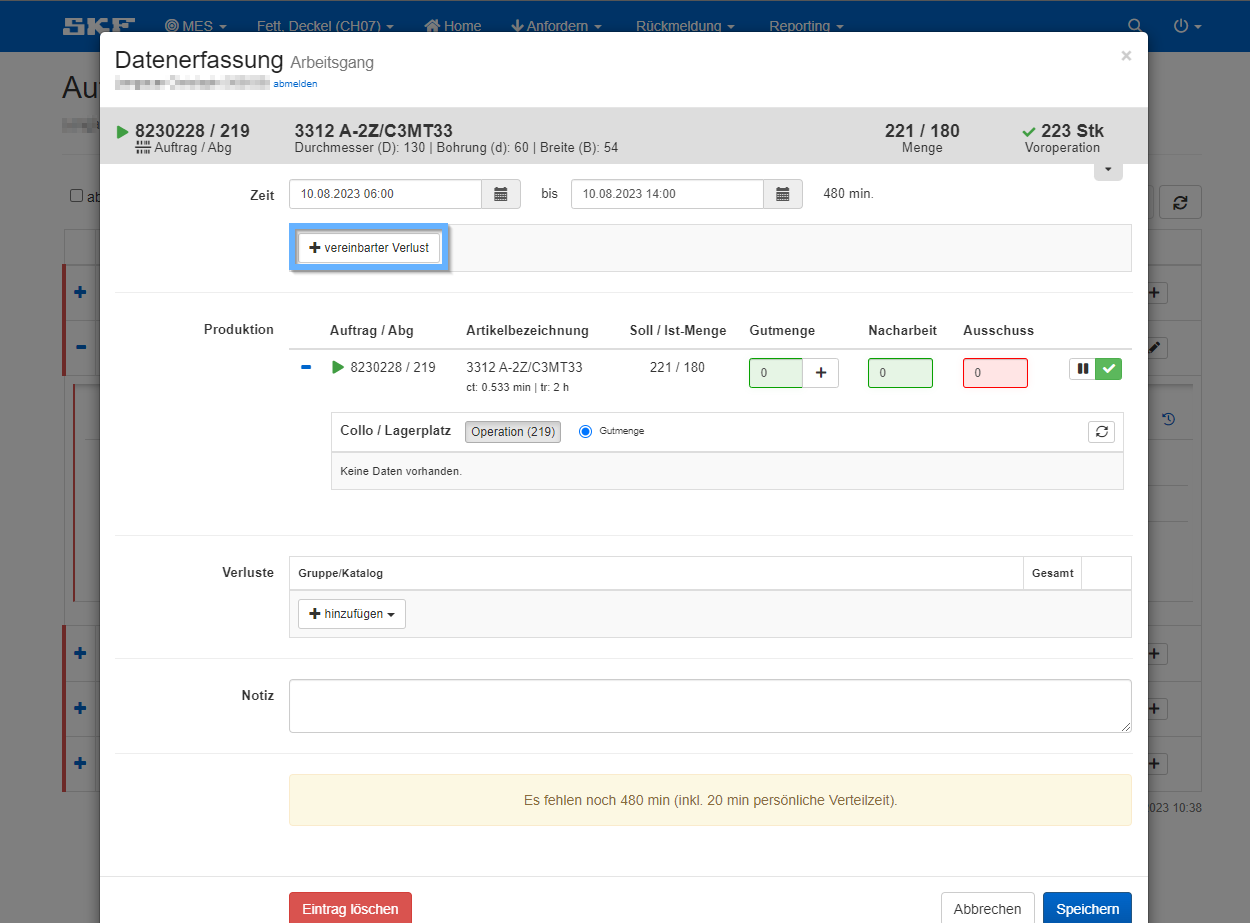 SKF MES Fett, Deckel (CH07) Home Anfordern Rückmeldung Reporting
Datenerfassung Arbeitsgang ×
abmelden
8230228 / 219 3312 A-2Z/C3MT33 221 / 180 223 Stk
Auftrag / Abg Durchmesser (D): 130 | Bohrung (d): 60 | Breite (B): 54 Menge Voroperation
Zeit 10.08.2023 06:00 bis 10.08.2023 14:00 480 min.
vereinbarter Verlust
Produktion Auftrag / Abg Artikelbezeichnung Soll / Ist-Menge Gutmenge Nacharbeit Ausschuss
8230228 / 219 3312 A-2Z/C3MT33 221 / 180 0 0 0
ct: 0.533 min | tr: 2 h
Collo / Lagerplatz Operation (219) Gutmenge
Keine Daten vorhanden.
Verluste Gruppe/Katalog Gesamt
hinzufügen
Notiz
Es fehlen noch 480 min (inkl. 20 min persönliche Verteilzeit).
023 10:38
Eintrag löschen Abbrechen Speichern